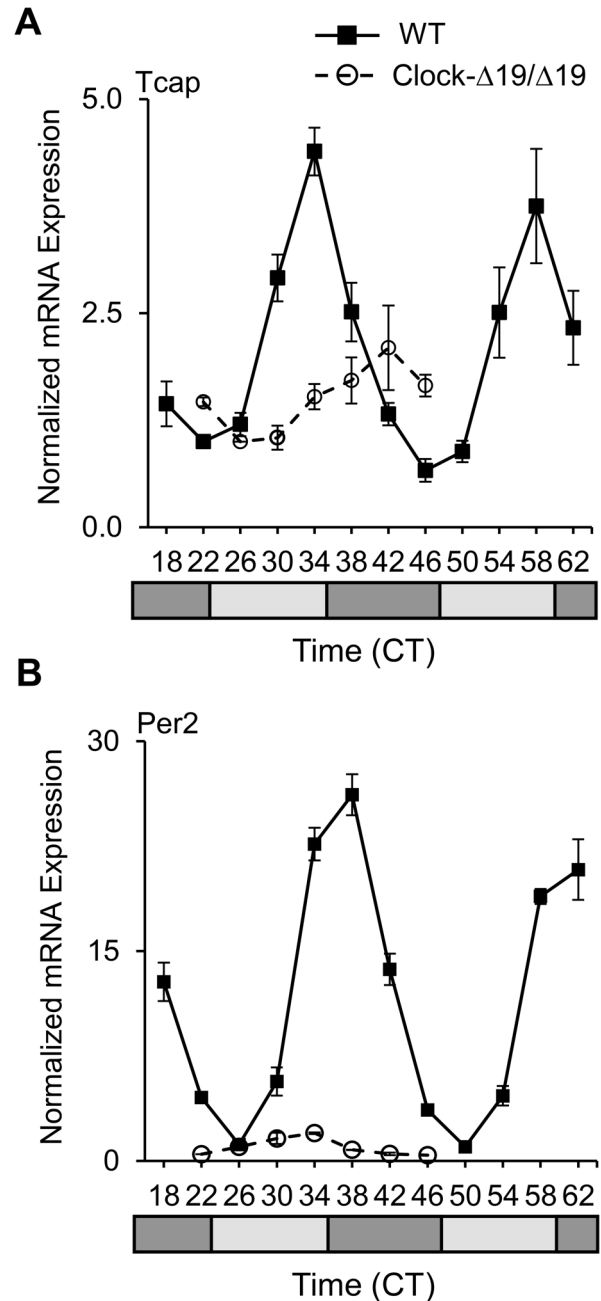 A
WT
Clock-Δ19/Δ19
Tcap
5.0
2.5
0.0
Normalized mRNA Expression
18 22 26 30 34 38 42 46 50 54 58 62
Time (CT)
B
Per2
30
15
0
Normalized mRNA Expression
18 22 26 30 34 38 42 46 50 54 58 62
Time (CT)